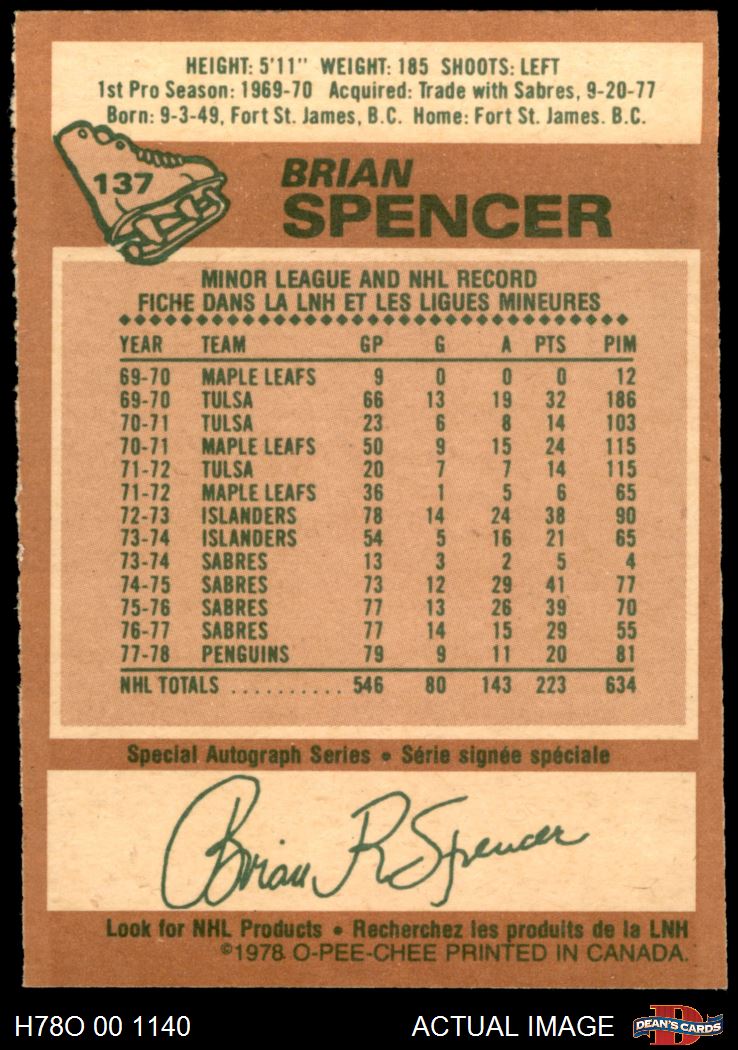 HEIGHT: 5'11" WEIGHT: 185 SHOOTS: LEFT
1st Pro Season: 1969-70 Acquired: Trade with Sabres, 9-20-77
Born: 9-3-49, Fort St. James, B.C. Home: Fort St. James. B.C.
137
BRIAN
SPENCER
MINOR LEAGUE AND NHL RECORD
FICHE DANS LA LNH ET LES LIGUES MINEURES
YEAR TEAM GP G A PTS PIM
69-70 MAPLE LEAFS 9 0 0 0 12
69-70 TULSA 66 13 19 32 186
70-71 TULSA 23 6 8 14 103
70-71 MAPLE LEAFS 50 9 15 24 115
71-72 TULSA 20 7 7 14 115
71-72 MAPLE LEAFS 36 1 5 6 65
72-73 ISLANDERS 78 14 24 38 90
73-74 ISLANDERS 54 5 16 21 65
73-74 SABRES 13 3 2 5 4
74-75 SABRES 73 12 29 41 77
75-76 SABRES 77 13 26 39 70
76-77 SABRES 77 14 15 29 55
77-78 PENGUINS 79 9 11 20 81
NHL TOTALS .......... 546 80 143 223 634
Special Autograph Series • Série signée spéciale
Brian R Spencer
Look for NHL Products • Recherchez les produits de la LNH
©1978 O-PEE-CHEE PRINTED IN CANADA.
H78O 00 1140 ACTUAL IMAGE D DEAN'S CARDS